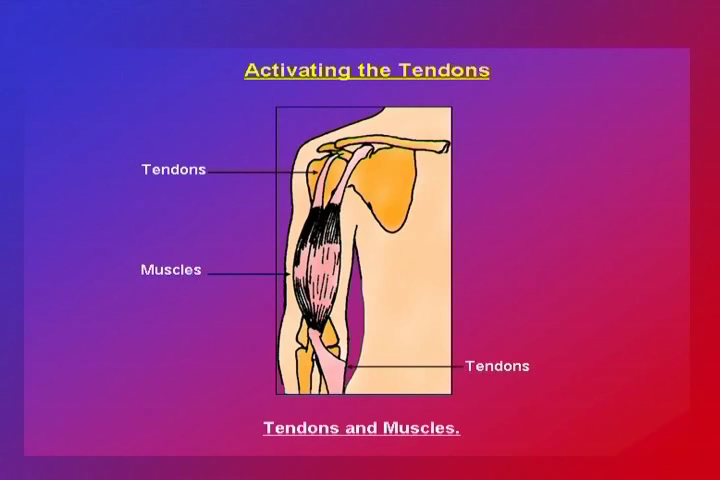 Activating the Tendons
Tendons
Muscles
Tendons
Tendons and Muscles.